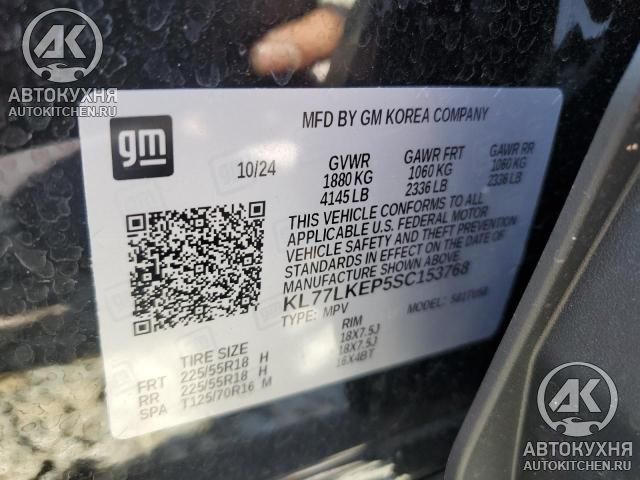 АК
АВТОКУХНЯ
AUTOKITCHEN.RU
gm
MFD BY GM KOREA COMPANY
10/24
GVWR
1880 KG
4145 LB
GAWR FRT
1060 KG
2336 LB
GAWR RR
1060 KG
2336 LB
THIS VEHICLE CONFORMS TO ALL
APPLICABLE U.S. FEDERAL MOTOR
VEHICLE SAFETY AND THEFT PREVENTION
STANDARDS IN EFFECT ON THE DATE OF
MANUFACTURE SHOWN ABOVE.
KL77LKEP5SC153768
TYPE: MPV
MODEL:
TIRE SIZE
RIM
FRT 225/55R18 H 18X7.5J
RR 225/55R18 H 18X7.5J
SPA T125/70R16 M 16X4BT
АК
АВТОКУХНЯ
AUTOKITCHEN.RU